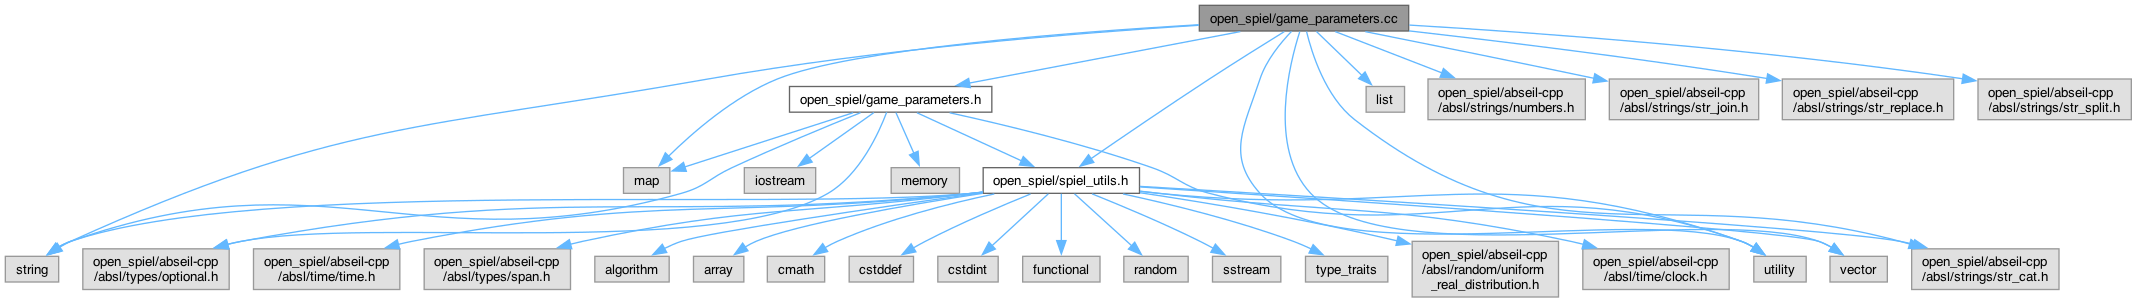 open_spiel/game_parameters.cc
open_spiel/game_parameters.h
list
open_spiel/abseil-cpp
/absl/strings/numbers.h
open_spiel/abseil-cpp
/absl/strings/str_join.h
open_spiel/abseil-cpp
/absl/strings/str_replace.h
open_spiel/abseil-cpp
/absl/strings/str_split.h
map
iostream
memory
open_spiel/spiel_utils.h
string
open_spiel/abseil-cpp
/absl/types/optional.h
open_spiel/abseil-cpp
/absl/time/time.h
open_spiel/abseil-cpp
/absl/types/span.h
algorithm
array
cmath
cstddef
cstdint
functional
random
sstream
type_traits
open_spiel/abseil-cpp
/absl/random/uniform
_real_distribution.h
open_spiel/abseil-cpp
/absl/time/clock.h
utility
vector
open_spiel/abseil-cpp
/absl/strings/str_cat.h